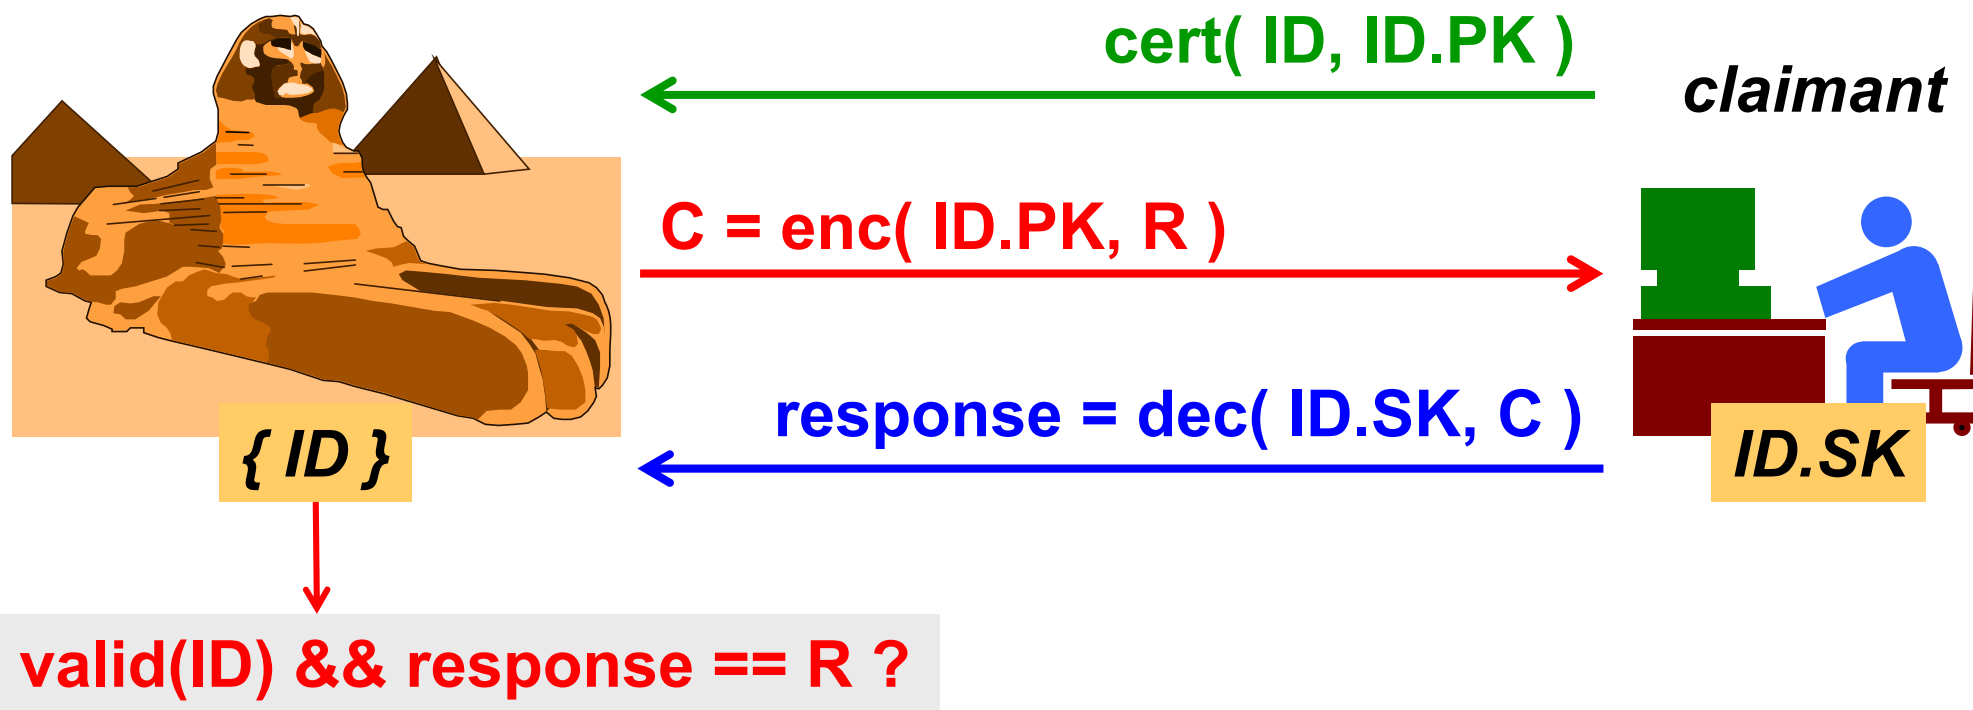 cert( ID, ID.PK )
claimant
C = enc( ID.PK, R )
response = dec( ID.SK, C )
{ ID }
ID.SK
valid(ID) && response == R ?